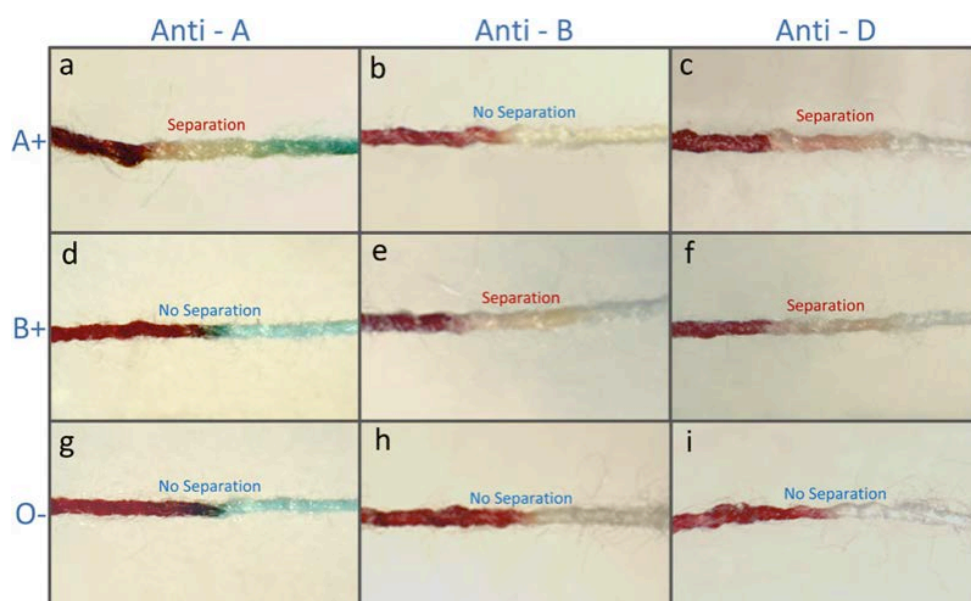 Anti - A
Anti - B
Anti - D
A+
a
Separation
b
No Separation
c
Separation
B+
d
No Separation
e
Separation
f
Separation
O-
g
No Separation
h
No Separation
i
No Separation